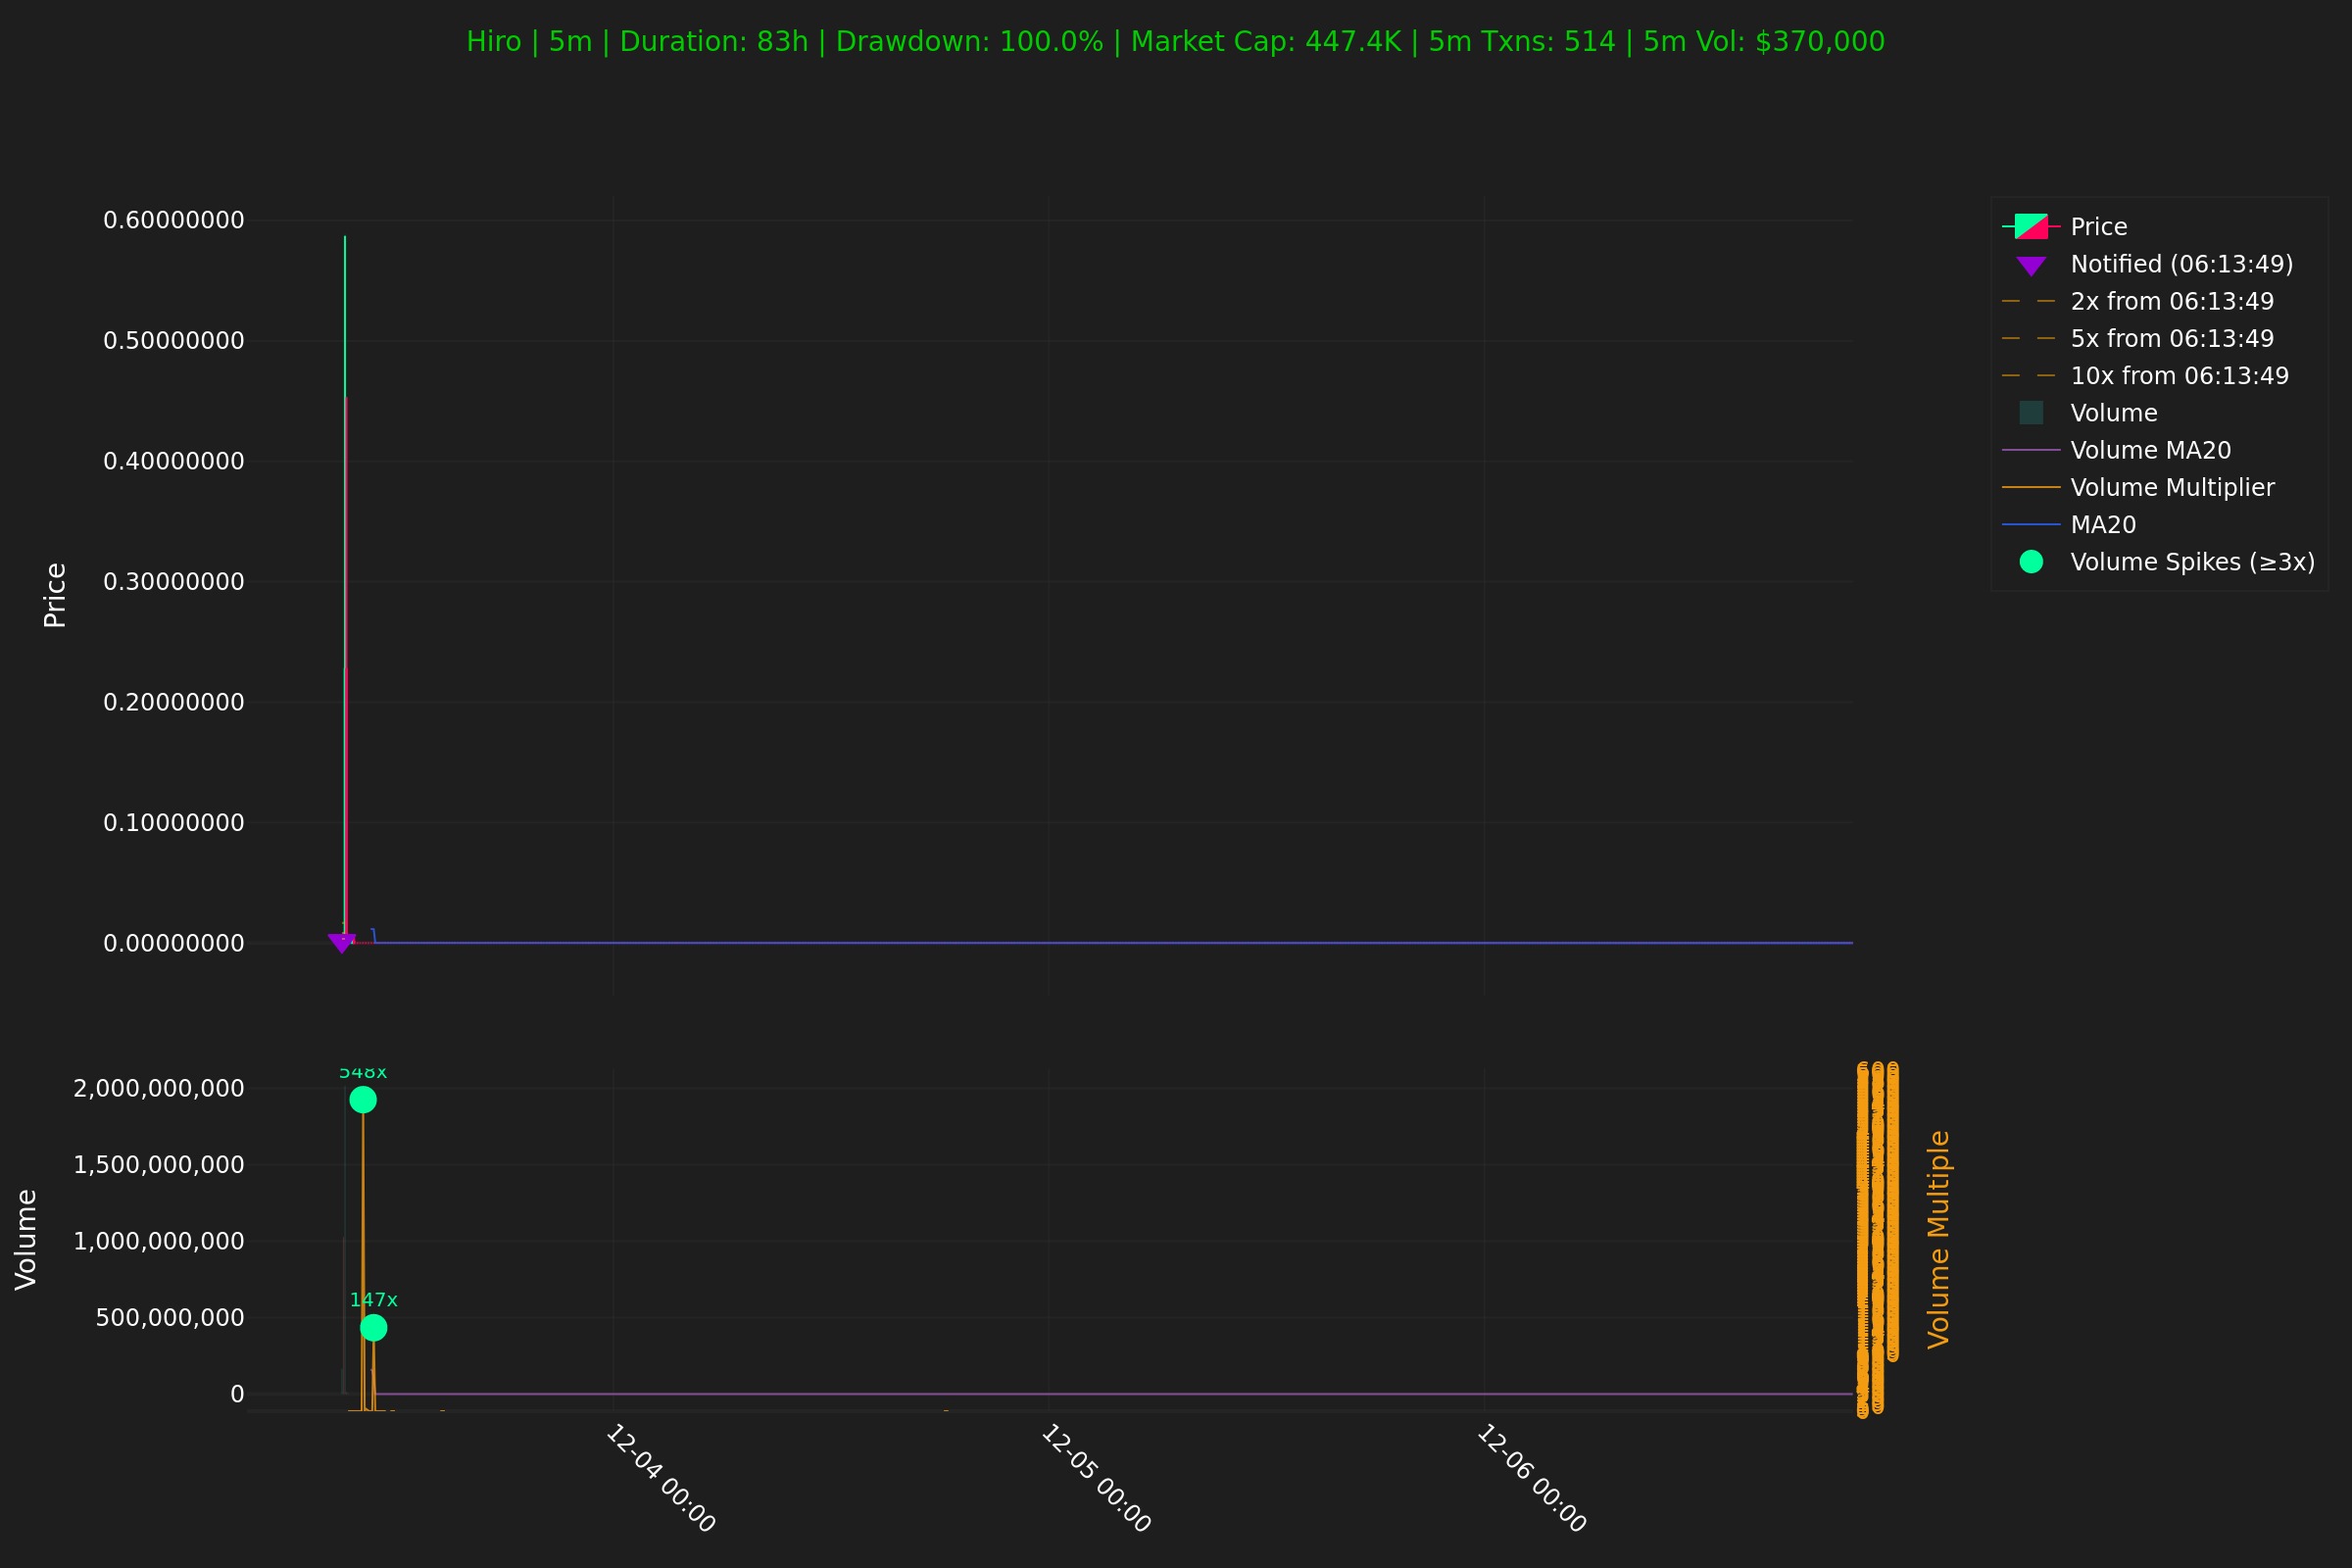 Hiro | 5m | Duration: 83h | Drawdown: 100.0% | Market Cap: 447.4K | 5m Txns: 514 | 5m Vol: $370,000
Price
0.60000000
0.50000000
0.40000000
0.30000000
0.20000000
0.10000000
0.00000000
Price
Notified (06:13:49)
2x from 06:13:49
5x from 06:13:49
10x from 06:13:49
Volume
Volume MA20
Volume Multiplier
MA20
Volume Spikes (≥3x)
Volume
2,000,000,000
1,500,000,000
1,000,000,000
500,000,000
0
548x
147x
Volume Multiple
12-04 00:00
12-05 00:00
12-06 00:00